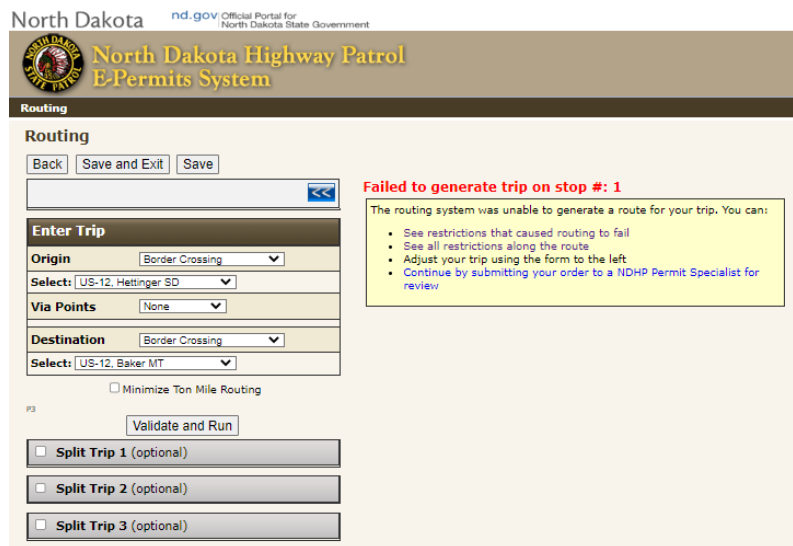 North Dakota nd.gov Official Portal for
North Dakota State Government
North Dakota Highway Patrol
E-Permits System
Routing
Routing
Back Save and Exit Save
<<
Failed to generate trip on stop #: 1
The routing system was unable to generate a route for your trip. You can:
See restrictions that caused routing to fail
See all restrictions along the route
Adjust your trip using the form to the left
Continue by submitting your order to a NDHP Permit Specialist for
review
Enter Trip
Origin Border Crossing
Select: US-12, Hettinger SD
Via Points None
Destination Border Crossing
Select: US-12, Baker MT
Minimize Ton Mile Routing
P3
Validate and Run
Split Trip 1 (optional)
Split Trip 2 (optional)
Split Trip 3 (optional)